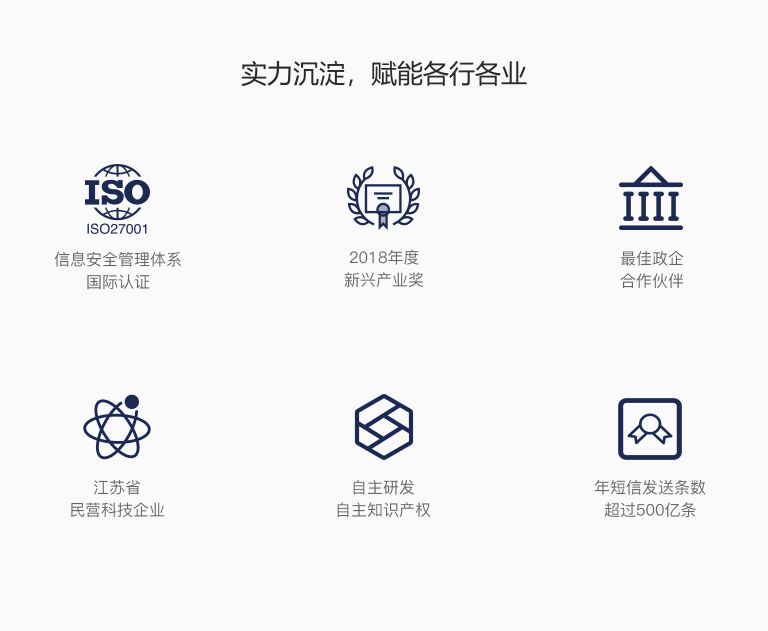 实力沉淀，赋能各行各业
ISO
ISO27001
信息安全管理体系
国际认证
2018年度
新兴产业奖
最佳政企
合作伙伴
江苏省
民营科技企业
自主研发
自主知识产权
年短信发送条数
超过500亿条